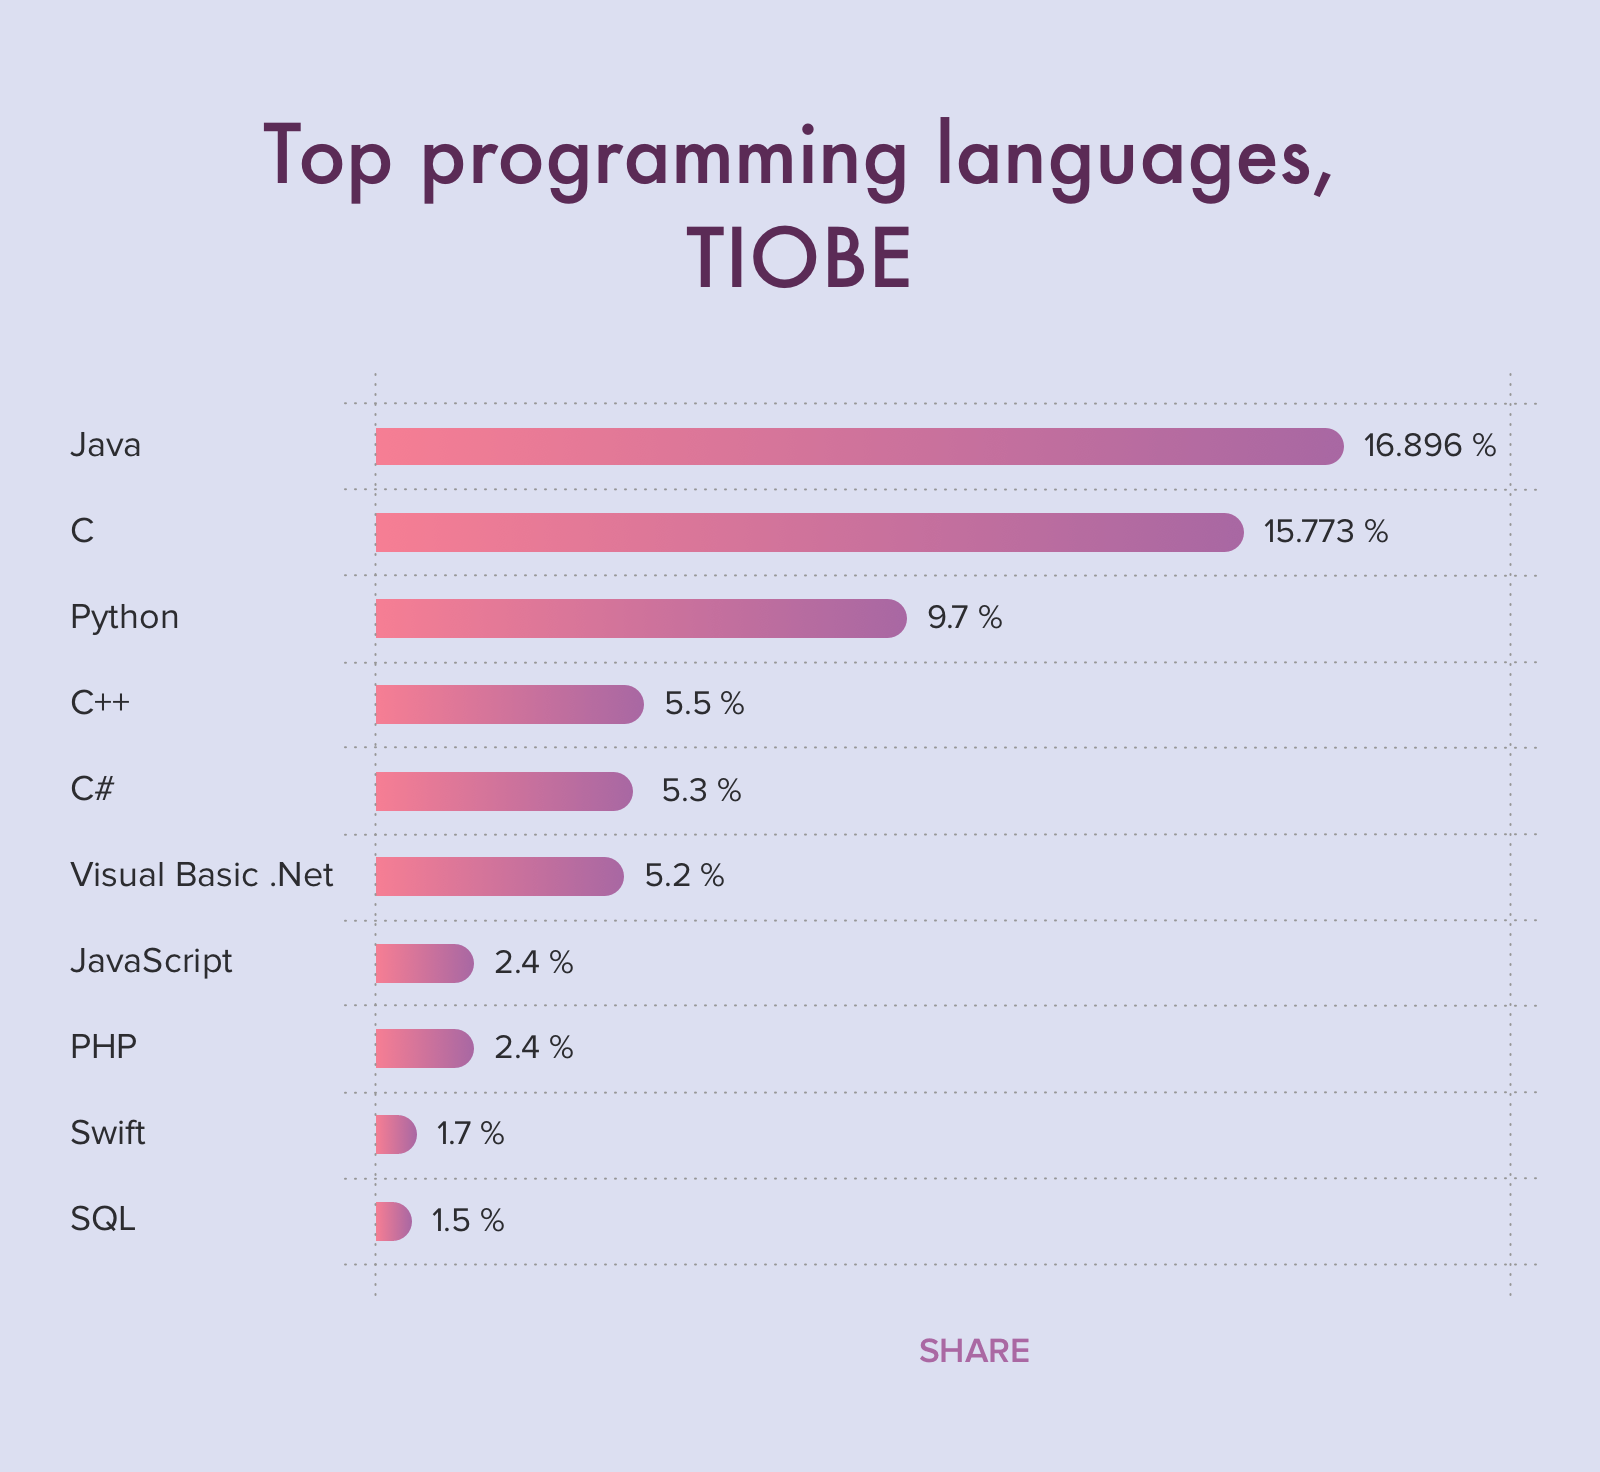 Top programming languages,
TIOBE
Java 16.896 %
C 15.773 %
Python 9.7 %
C++ 5.5 %
C# 5.3 %
Visual Basic .Net 5.2 %
JavaScript 2.4 %
PHP 2.4 %
Swift 1.7 %
SQL 1.5 %
SHARE